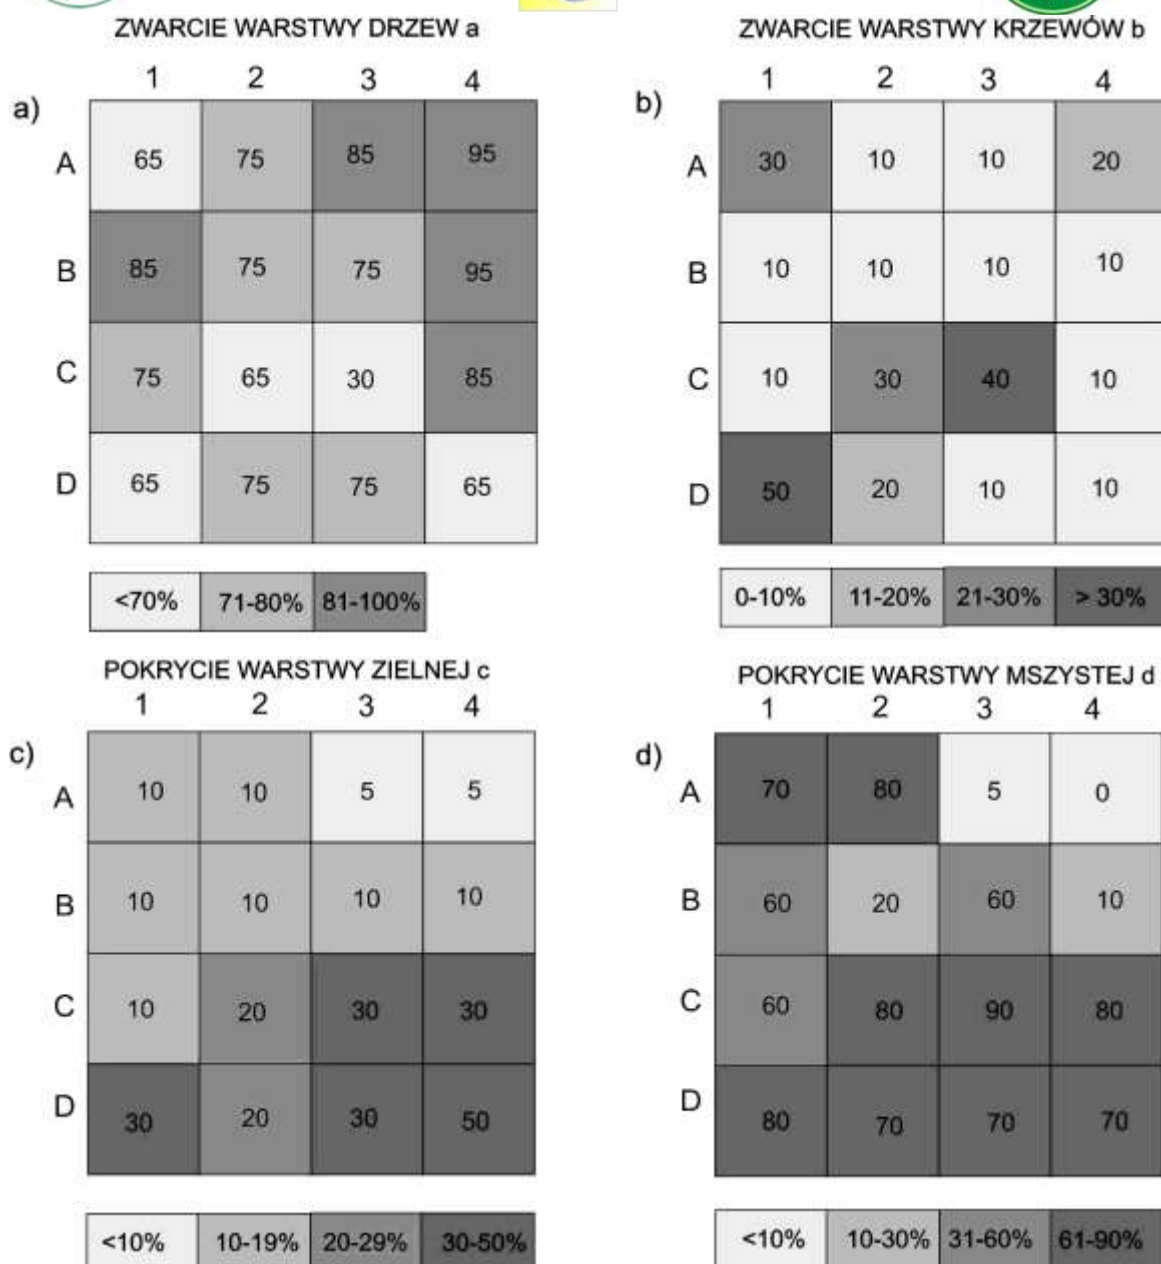 ZWARCIE WARSTWY DRZEW a
1 2 3 4
a)
A 65 75 85 95
B 85 75 75 95
C 75 65 30 85
D 65 75 75 65
<70% 71-80% 81-100%
ZWARCIE WARSTWY KRZEWÓW b
1 2 3 4
b)
A 30 10 10 20
B 10 10 10 10
C 10 30 40 10
D 50 20 10 10
0-10% 11-20% 21-30% > 30%
POKRYCIE WARSTWY ZIELNEJ c
1 2 3 4
c)
A 10 10 5 5
B 10 10 10 10
C 10 20 30 30
D 30 20 30 50
<10% 10-19% 20-29% 30-50%
POKRYCIE WARSTWY MSZYSTEJ d
1 2 3 4
d)
A 70 80 5 0
B 60 20 60 10
C 60 80 90 80
D 80 70 70 70
<10% 10-30% 31-60% 61-90%